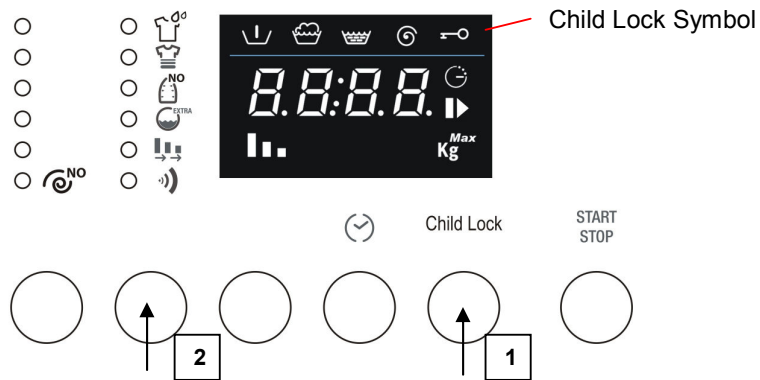 Child Lock Symbol
NO
EXTRA
NO
8.8:8.8.
Max
Kg
Child Lock
START
STOP
2
1